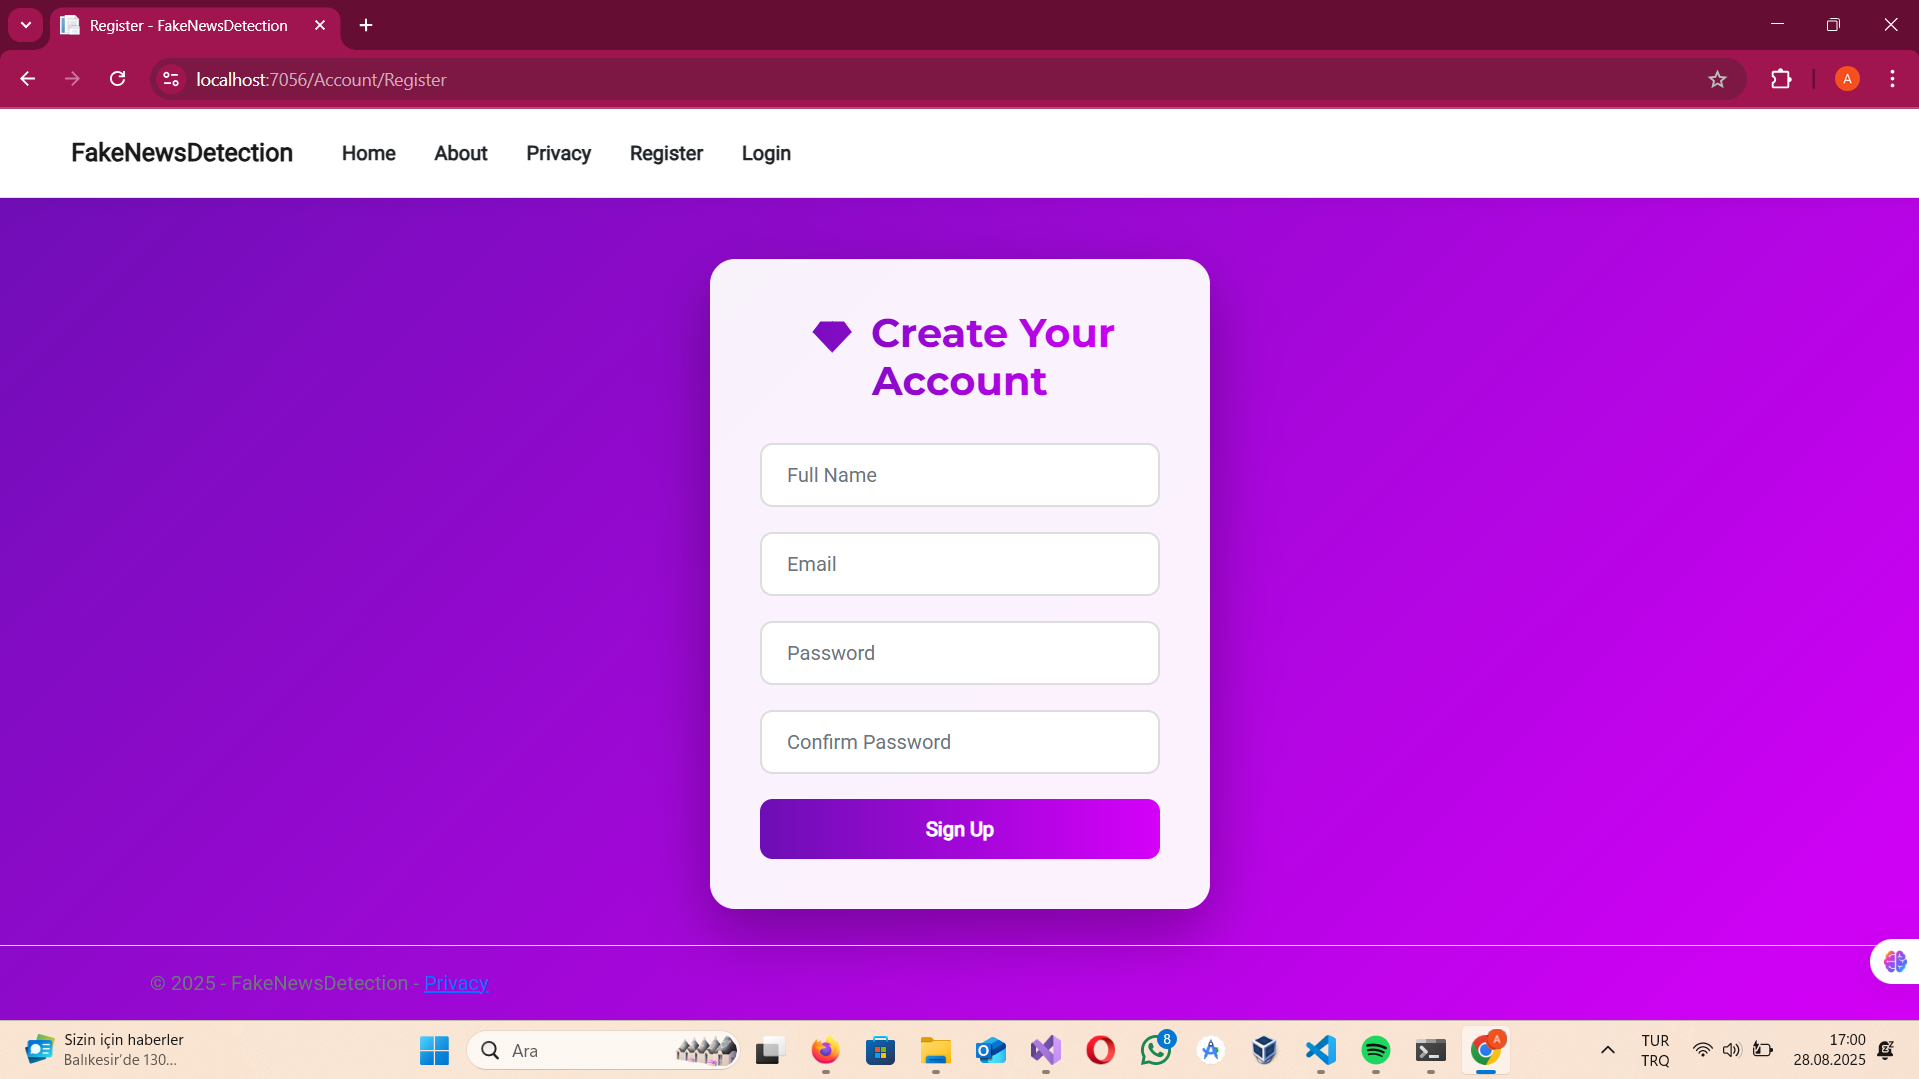 Register - FakeNewsDetection
localhost:7056/Account/Register
A
FakeNewsDetection
Home
About
Privacy
Register
Login
Create Your
Account
Full Name
Email
Password
Confirm Password
Sign Up
© 2025 - FakeNewsDetection - Privacy
Sizin için haberler
Balıkesir'de 130...
Ara
8
A
TUR
TRQ
17:00
28.08.2025